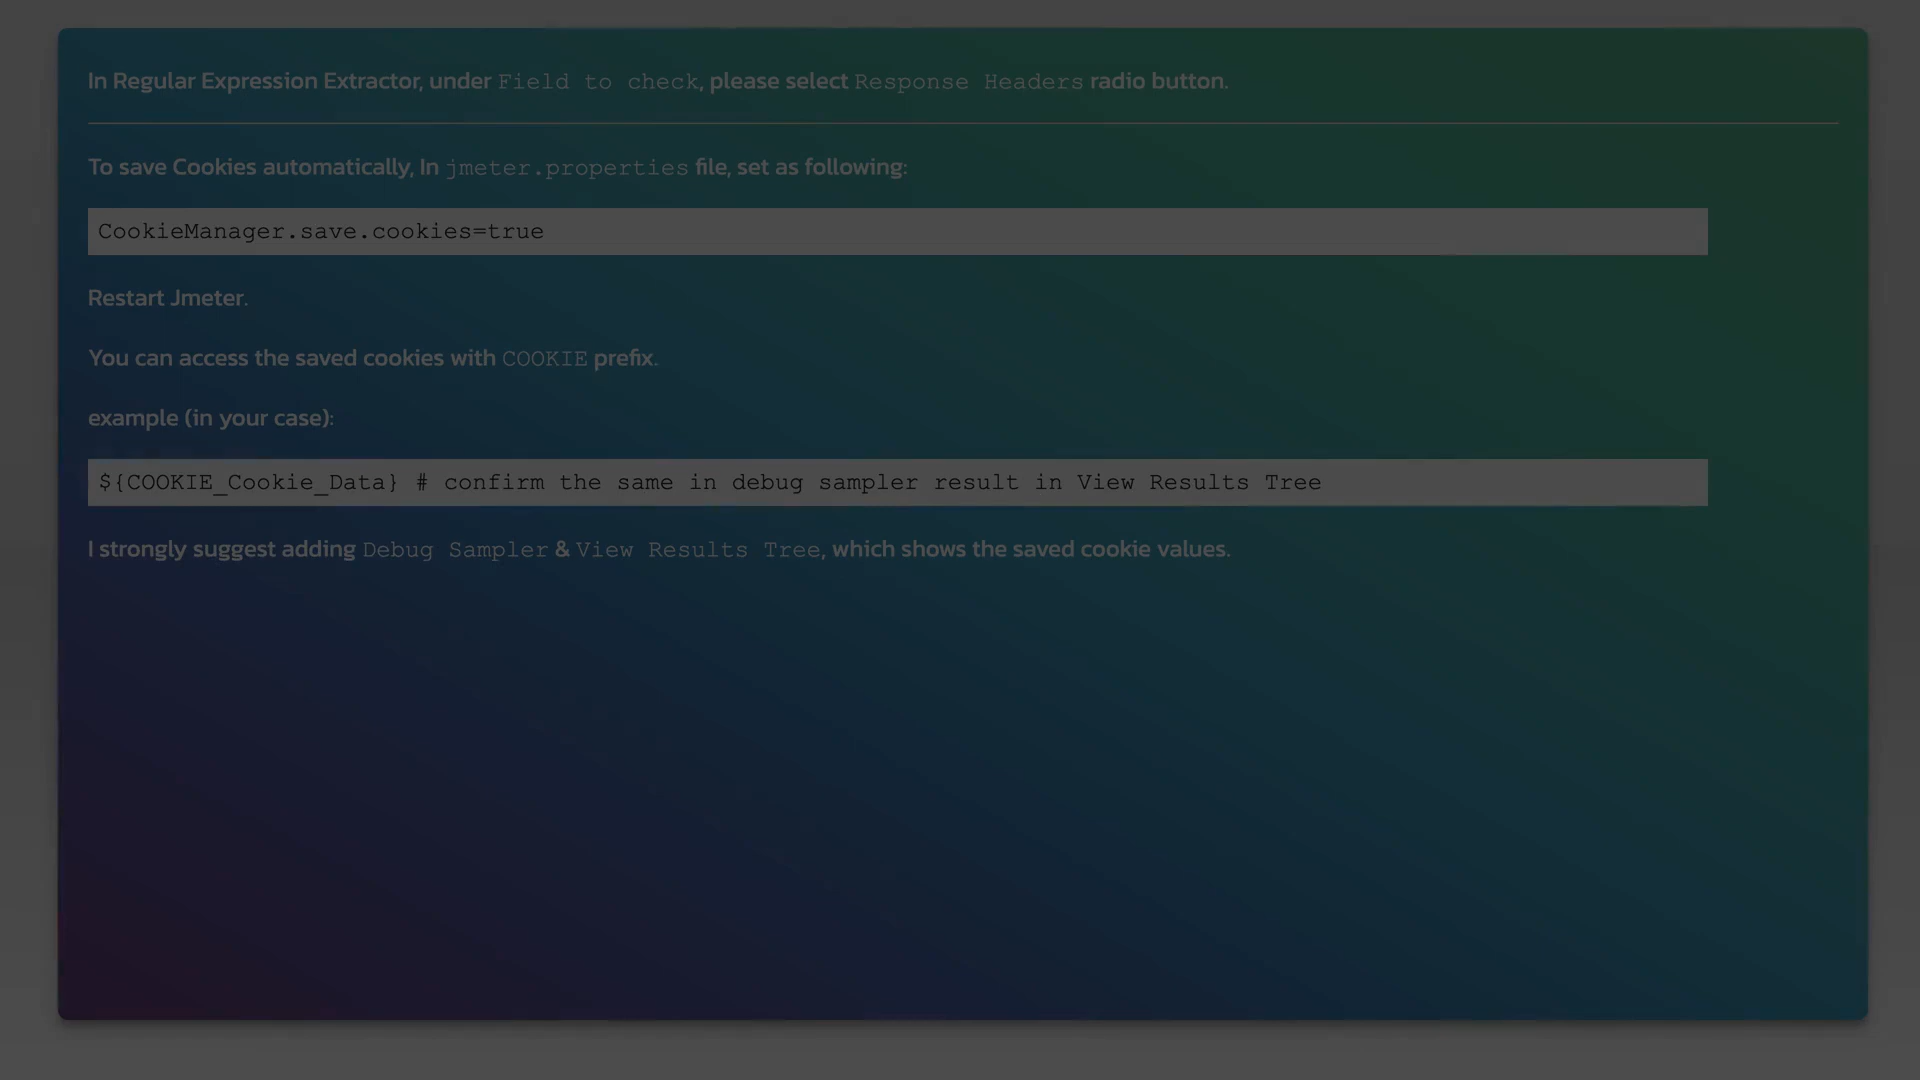 In Regular Expression Extractor, under Field to check, please select Response Headers radio button.
To save Cookies automatically, In jmeter.properties file, set as following:
CookieManager.save.cookies=true
Restart Jmeter.
You can access the saved cookies with COOKIE prefix.
example (in your case):
${COOKIE_Cookie_Data} # confirm the same in debug sampler result in View Results Tree
I strongly suggest adding Debug Sampler & View Results Tree, which shows the saved cookie values.